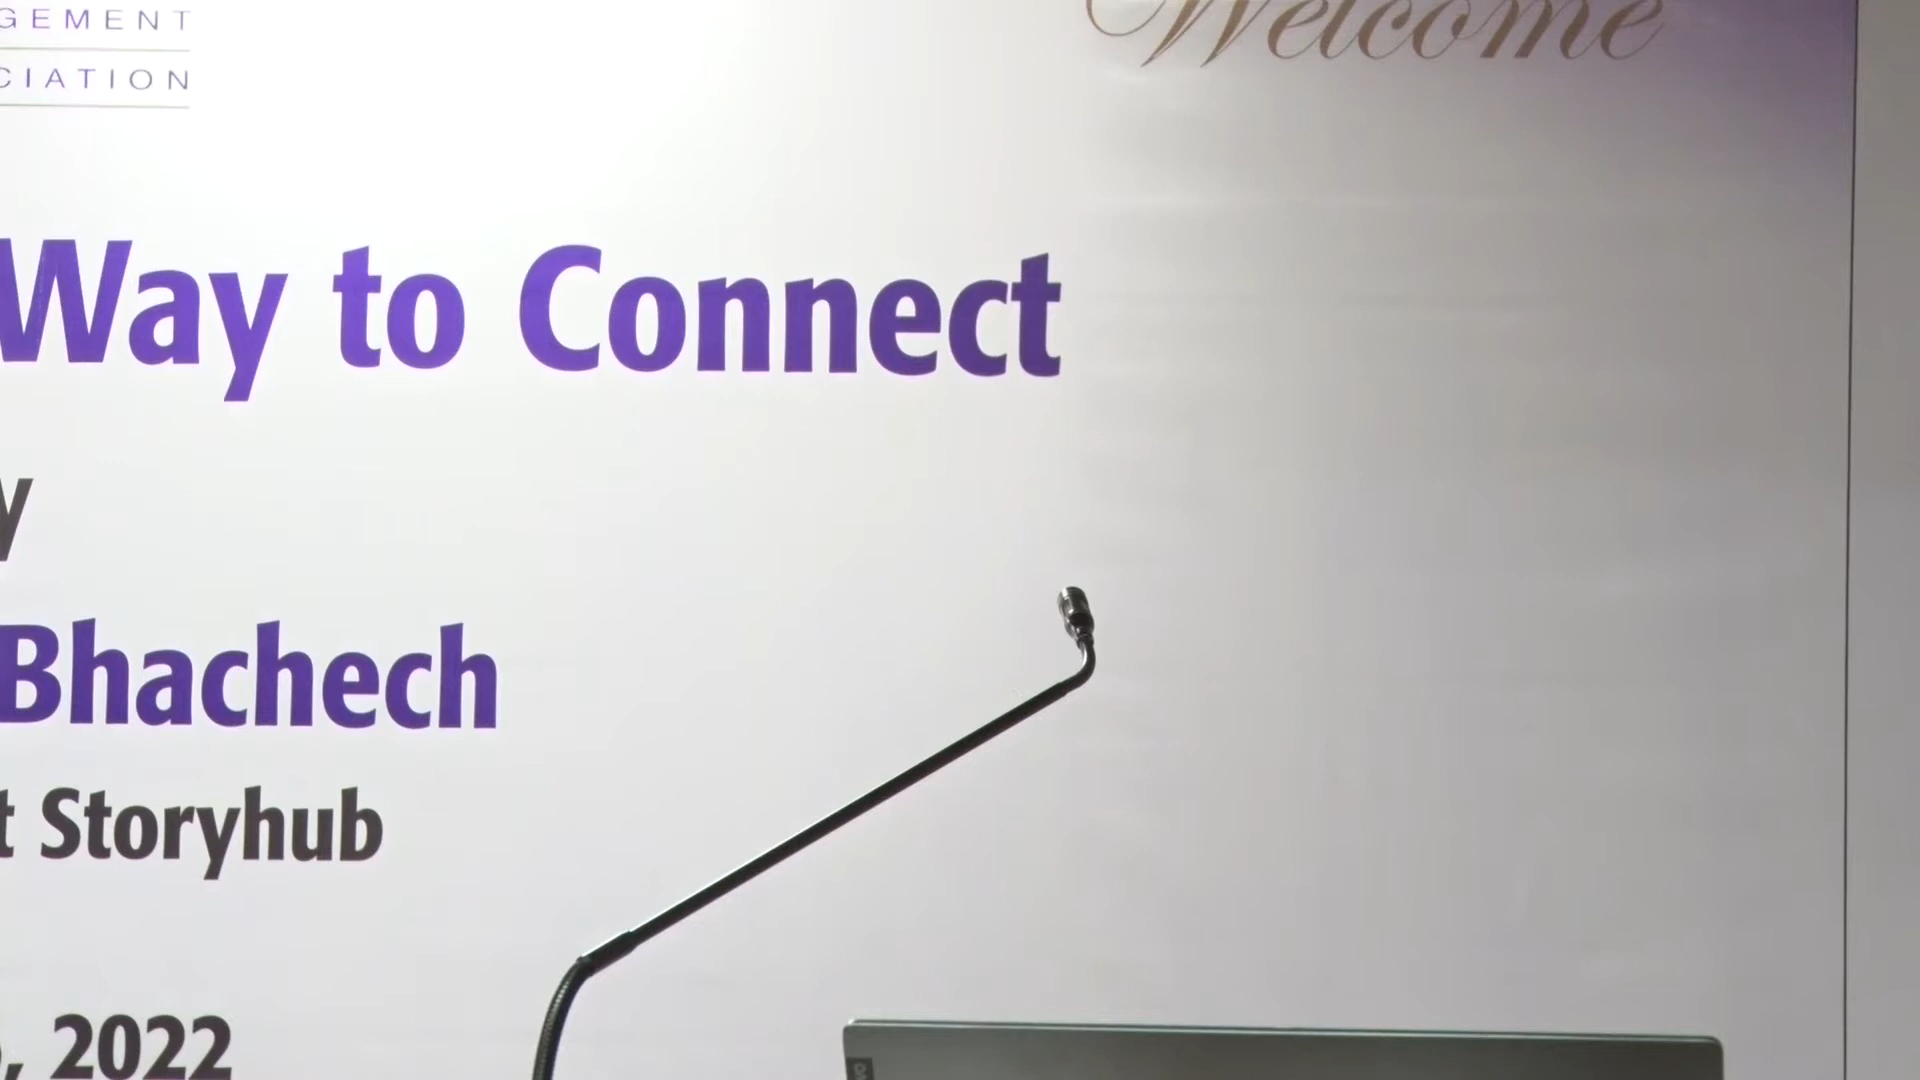 GEMENT
CIATION
Welcome
Way to Connect
y
Bhachech
t Storyhub
, 2022